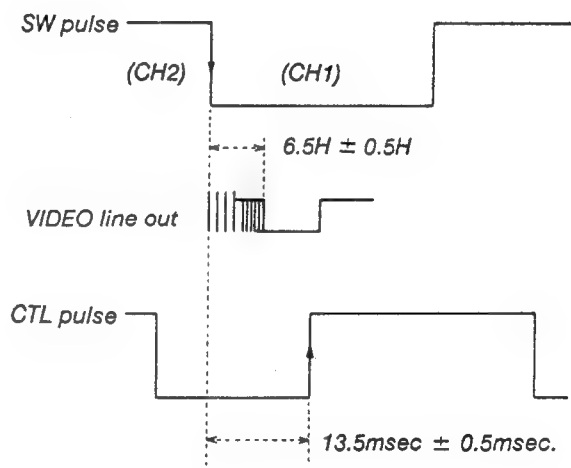 SW pulse
(CH2)
(CH1)
6.5H ± 0.5H
VIDEO line out
CTL pulse
13.5msec ± 0.5msec.